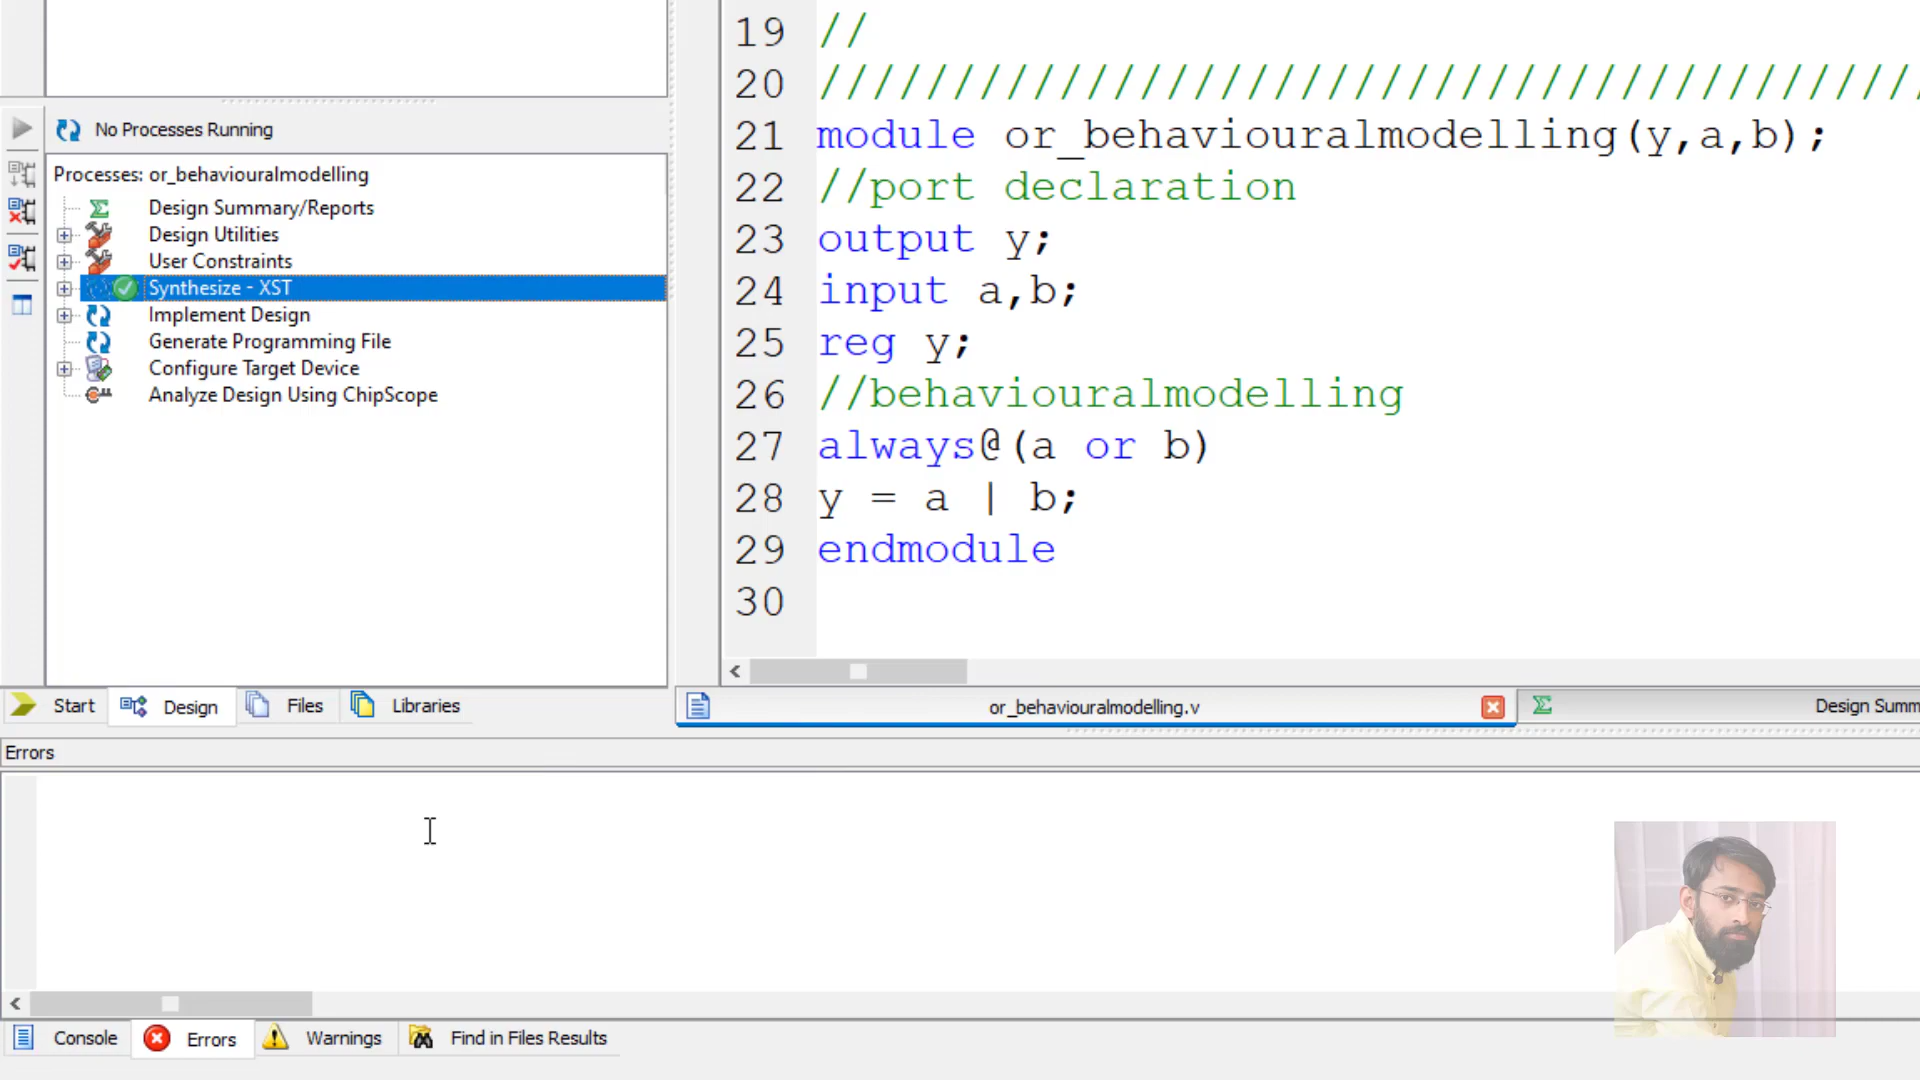 No Processes Running
Processes: or_behaviouralmodelling
Design Summary/Reports
Design Utilities
User Constraints
Synthesize - XST
Implement Design
Generate Programming File
Configure Target Device
Analyze Design Using ChipScope
19 //
20 //////////////////////////////////////////
21 module or_behaviouralmodelling(y,a,b);
22 //port declaration
23 output y;
24 input a,b;
25 reg y;
26 //behaviouralmodelling
27 always@(a or b)
28 y = a | b;
29 endmodule
30
Start Design Files Libraries
or_behaviouralmodelling.v
Design Summ
Errors
Console Errors Warnings Find in Files Results